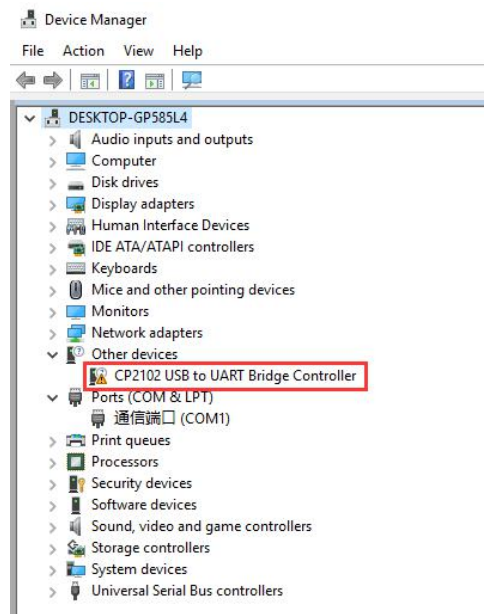 Device Manager
File Action View Help
DESKTOP-GP585L4
Audio inputs and outputs
Computer
Disk drives
Display adapters
Human Interface Devices
IDE ATA/ATAPI controllers
Keyboards
Mice and other pointing devices
Monitors
Network adapters
Other devices
CP2102 USB to UART Bridge Controller
Ports (COM & LPT)
通信端口 (COM1)
Print queues
Processors
Security devices
Software devices
Sound, video and game controllers
Storage controllers
System devices
Universal Serial Bus controllers